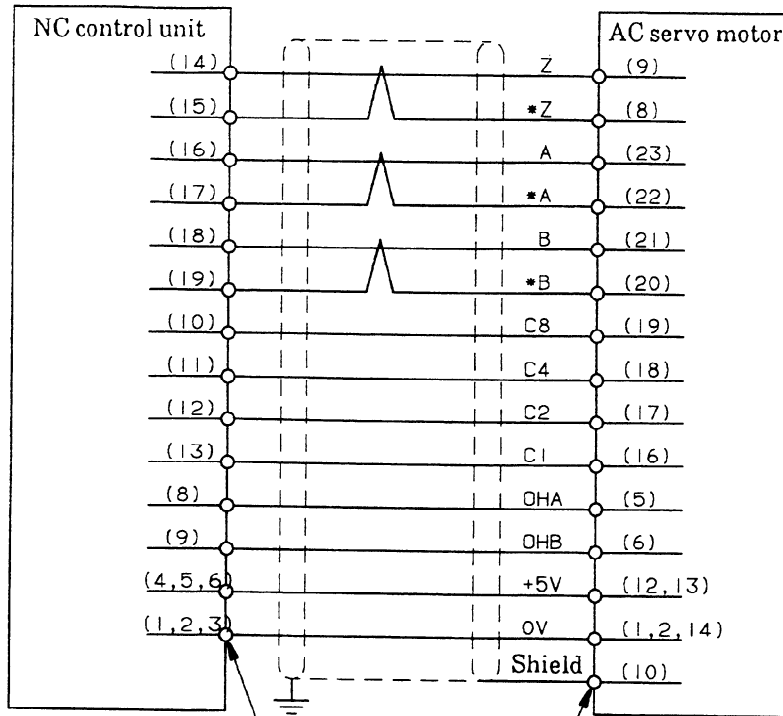 NC control unit
AC servo motor
(14) Z (9)
(15) *Z (8)
(16) A (23)
(17) *A (22)
(18) B (21)
(19) *B (20)
(10) C8 (19)
(11) C4 (18)
(12) C2 (17)
(13) C1 (16)
(8) OHA (5)
(9) OHB (6)
(4,5,6) +5V (12,13)
(1,2,3) 0V (1,2,14)
Shield (10)